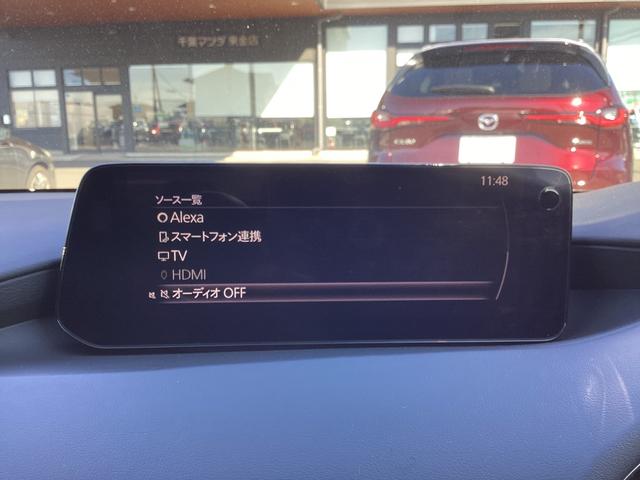 千葉マツダ 東金店
11:48
ソース一覧
Alexa
スマートフォン連携
TV
HDMI
オーディオ OFF